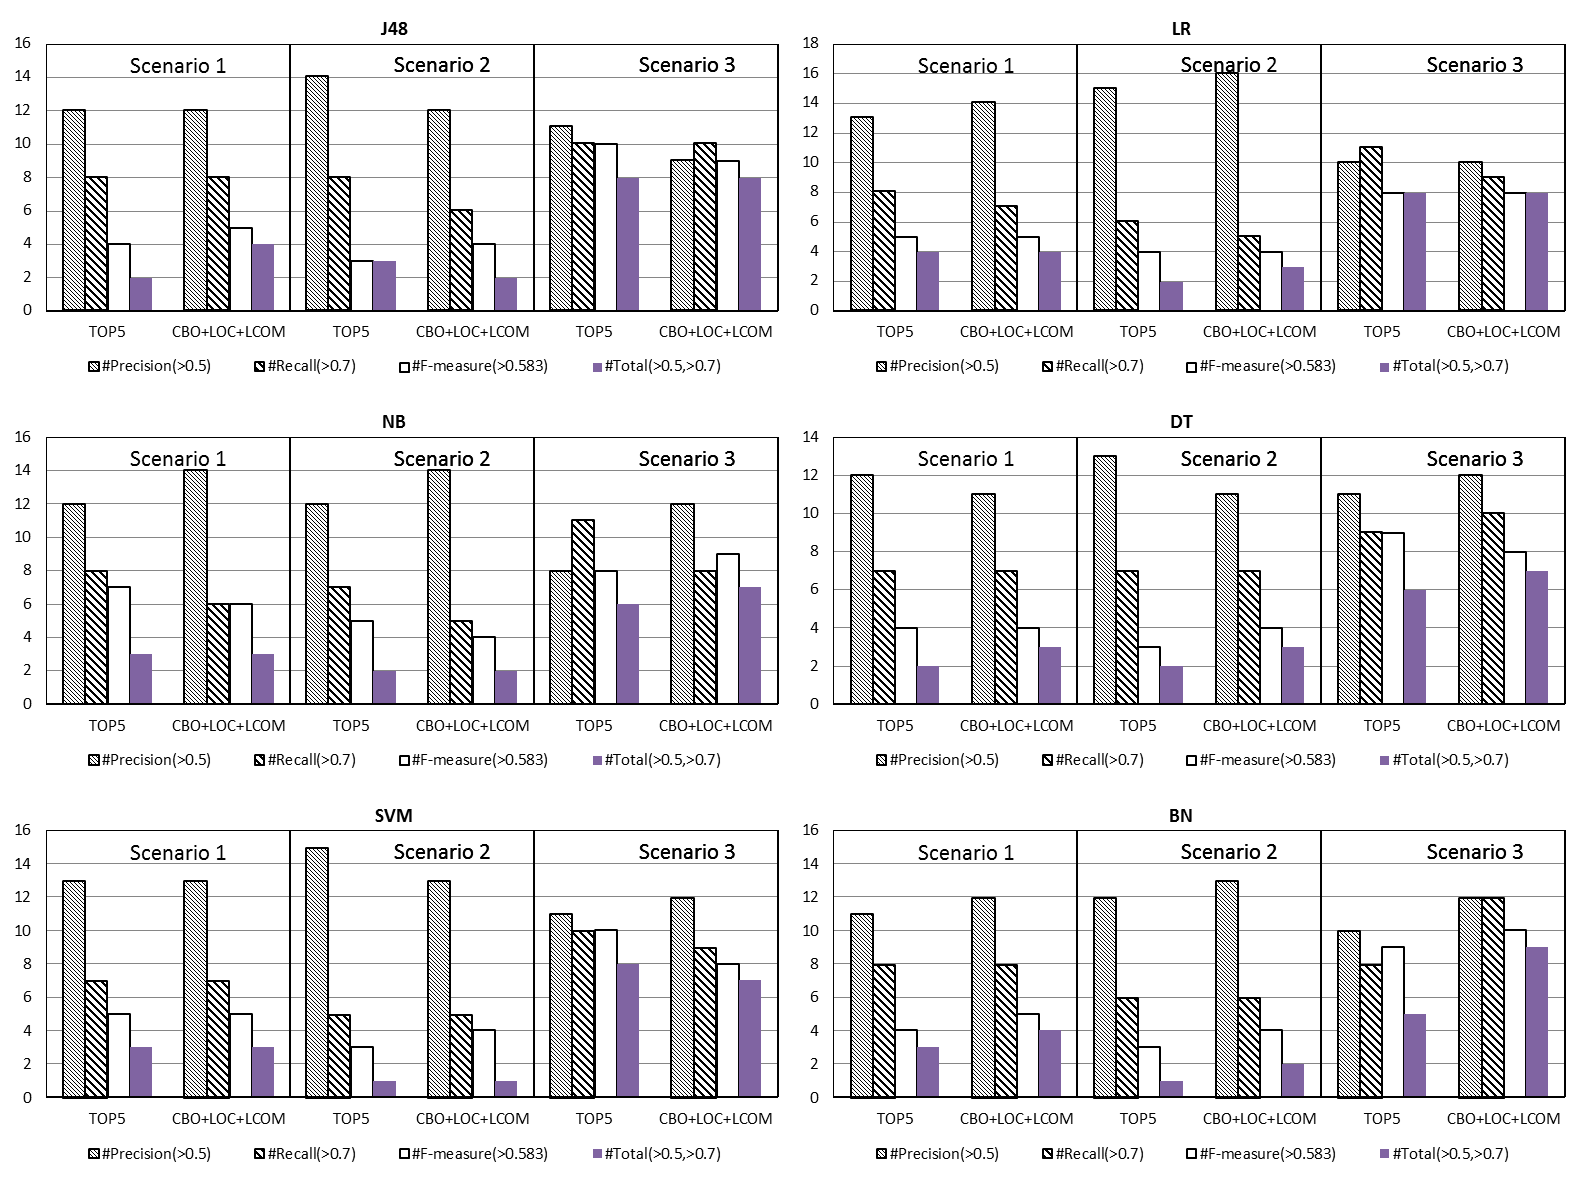 J48
16
14
12
10
8
6
4
2
0
Scenario 1
Scenario 2
Scenario 3
TOP5 CBO+LOC+LCOM TOP5 CBO+LOC+LCOM TOP5 CBO+LOC+LCOM
#Precision(>0.5) #Recall(>0.7) #F-measure(>0.583) #Total(>0.5,>0.7)
LR
18
16
14
12
10
8
6
4
2
0
Scenario 1
Scenario 2
Scenario 3
TOP5 CBO+LOC+LCOM TOP5 CBO+LOC+LCOM TOP5 CBO+LOC+LCOM
#Precision(>0.5) #Recall(>0.7) #F-measure(>0.583) #Total(>0.5,>0.7)
NB
16
14
12
10
8
6
4
2
0
Scenario 1
Scenario 2
Scenario 3
TOP5 CBO+LOC+LCOM TOP5 CBO+LOC+LCOM TOP5 CBO+LOC+LCOM
#Precision(>0.5) #Recall(>0.7) #F-measure(>0.583) #Total(>0.5,>0.7)
DT
14
12
10
8
6
4
2
0
Scenario 1
Scenario 2
Scenario 3
TOP5 CBO+LOC+LCOM TOP5 CBO+LOC+LCOM TOP5 CBO+LOC+LCOM
#Precision(>0.5) #Recall(>0.7) #F-measure(>0.583) #Total(>0.5,>0.7)
SVM
16
14
12
10
8
6
4
2
0
Scenario 1
Scenario 2
Scenario 3
TOP5 CBO+LOC+LCOM TOP5 CBO+LOC+LCOM TOP5 CBO+LOC+LCOM
#Precision(>0.5) #Recall(>0.7) #F-measure(>0.583) #Total(>0.5,>0.7)
BN
16
14
12
10
8
6
4
2
0
Scenario 1
Scenario 2
Scenario 3
TOP5 CBO+LOC+LCOM TOP5 CBO+LOC+LCOM TOP5 CBO+LOC+LCOM
#Precision(>0.5) #Recall(>0.7) #F-measure(>0.583) #Total(>0.5,>0.7)